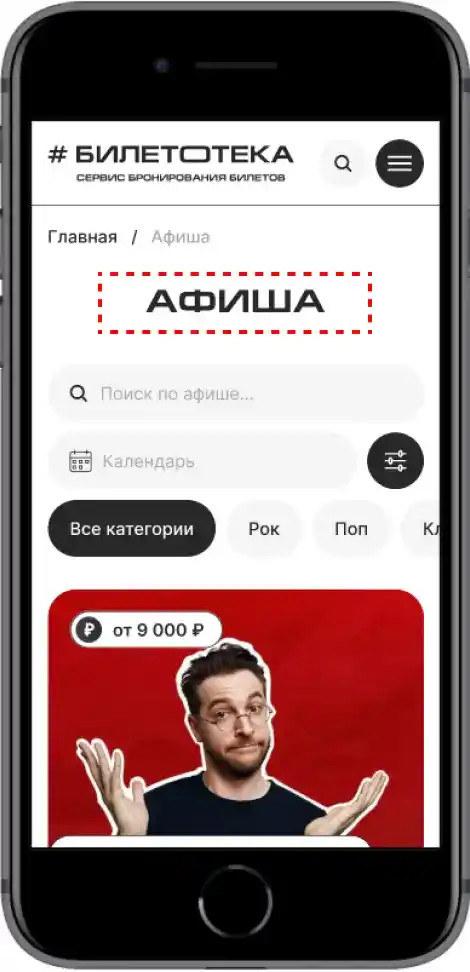 # БИЛЕТОТЕКА
СЕРВИС БРОНИРОВАНИЯ БИЛЕТОВ
Главная / Афиша
АФИША
Поиск по афише...
Календарь
Все категории Рок Поп Кл
₽ от 9 000 ₽